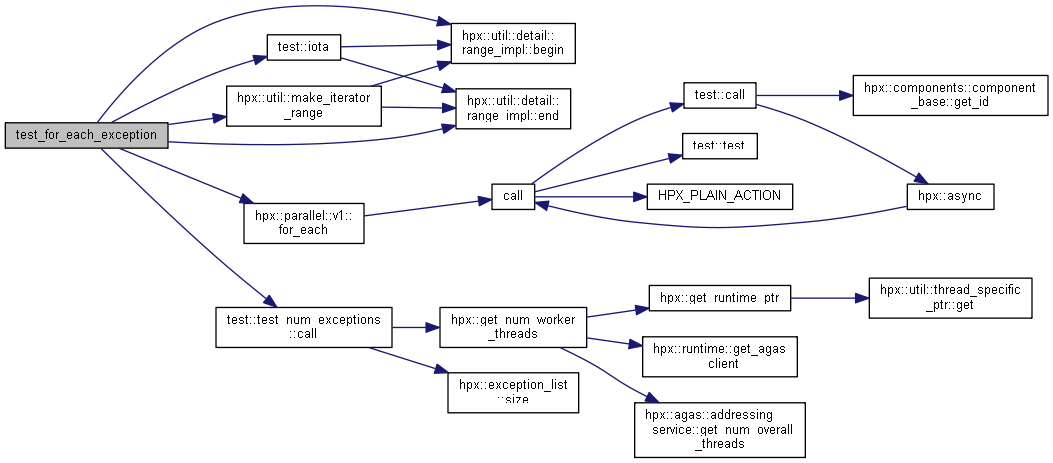 test_for_each_exception
test::iota
hpx::util::make_iterator
_range
hpx::util::detail::
range_impl::begin
hpx::util::detail::
range_impl::end
hpx::parallel::v1::
for_each
call
test::call
test::test
HPX_PLAIN_ACTION
hpx::components::component
_base::get_id
hpx::async
test::test_num_exceptions
::call
hpx::get_num_worker
_threads
hpx::exception_list
::size
hpx::get_runtime_ptr
hpx::runtime::get_agas
_client
hpx::agas::addressing
_service::get_num_overall
_threads
hpx::util::thread_specific
_ptr::get